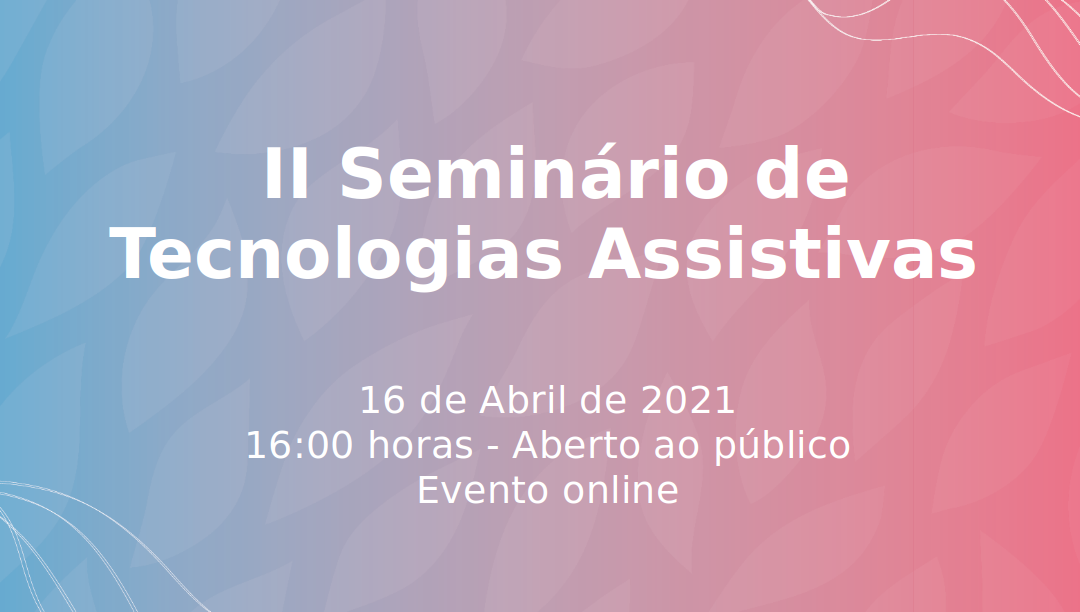 II Seminário de
Tecnologias Assistivas
16 de Abril de 2021
16:00 horas - Aberto ao público
Evento online